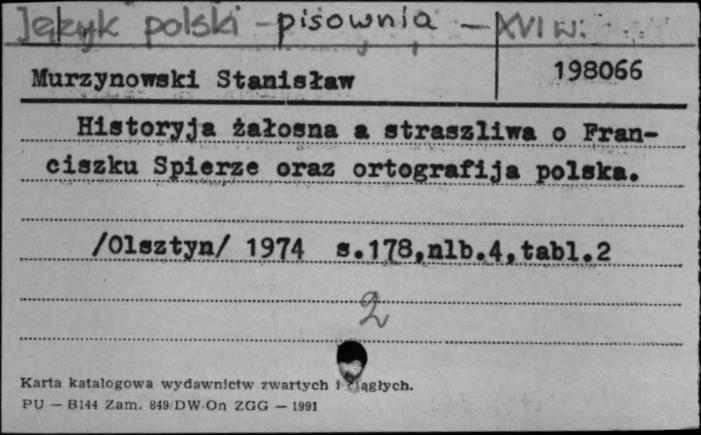 Język polski - pisownia - XVI w.
Murzynowski Stanisław
198066
Historyja żałosna a straszliwa o Fran-
ciszku Spierze oraz ortografija polska.
/Olsztyn/ 1974 s.178,nlb.4,tabl.2
2
Karta katalogowa wydawnictw zwartych i ciągłych.
PU — B144 Zam. 849/DW/On ZGG — 1991